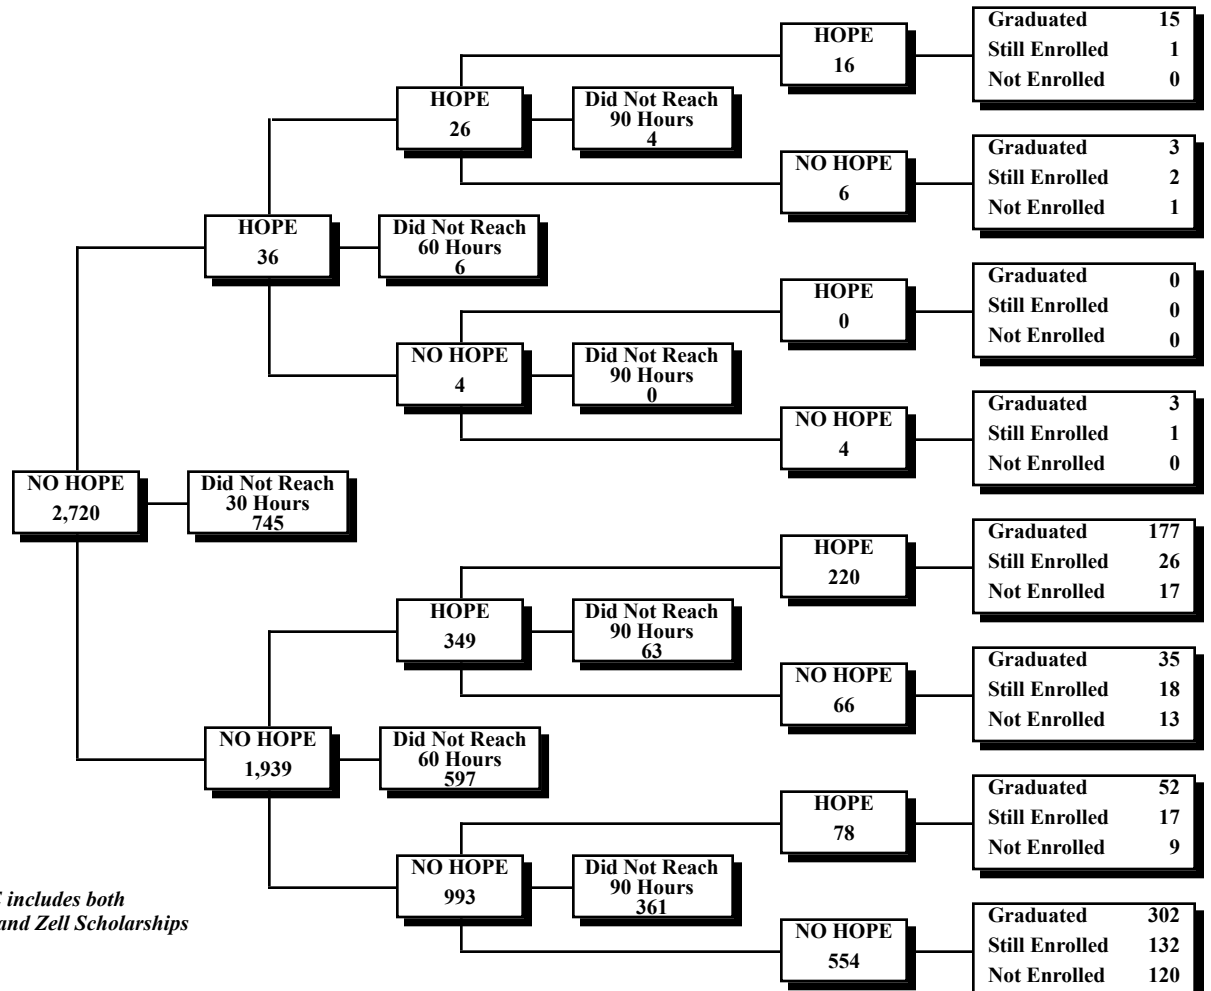 HOPE
16
Graduated 15
Still Enrolled 1
Not Enrolled 0
HOPE
26
Did Not Reach
90 Hours
4
NO HOPE
6
Graduated 3
Still Enrolled 2
Not Enrolled 1
HOPE
36
Did Not Reach
60 Hours
6
HOPE
0
Graduated 0
Still Enrolled 0
Not Enrolled 0
NO HOPE
4
Did Not Reach
90 Hours
0
NO HOPE
4
Graduated 3
Still Enrolled 1
Not Enrolled 0
NO HOPE
2,720
Did Not Reach
30 Hours
745
HOPE
220
Graduated 177
Still Enrolled 26
Not Enrolled 17
HOPE
349
Did Not Reach
90 Hours
63
NO HOPE
66
Graduated 35
Still Enrolled 18
Not Enrolled 13
NO HOPE
1,939
Did Not Reach
60 Hours
597
HOPE
78
Graduated 52
Still Enrolled 17
Not Enrolled 9
NO HOPE
993
Did Not Reach
90 Hours
361
includes both
and Zell Scholarships
NO HOPE
554
Graduated 302
Still Enrolled 132
Not Enrolled 120